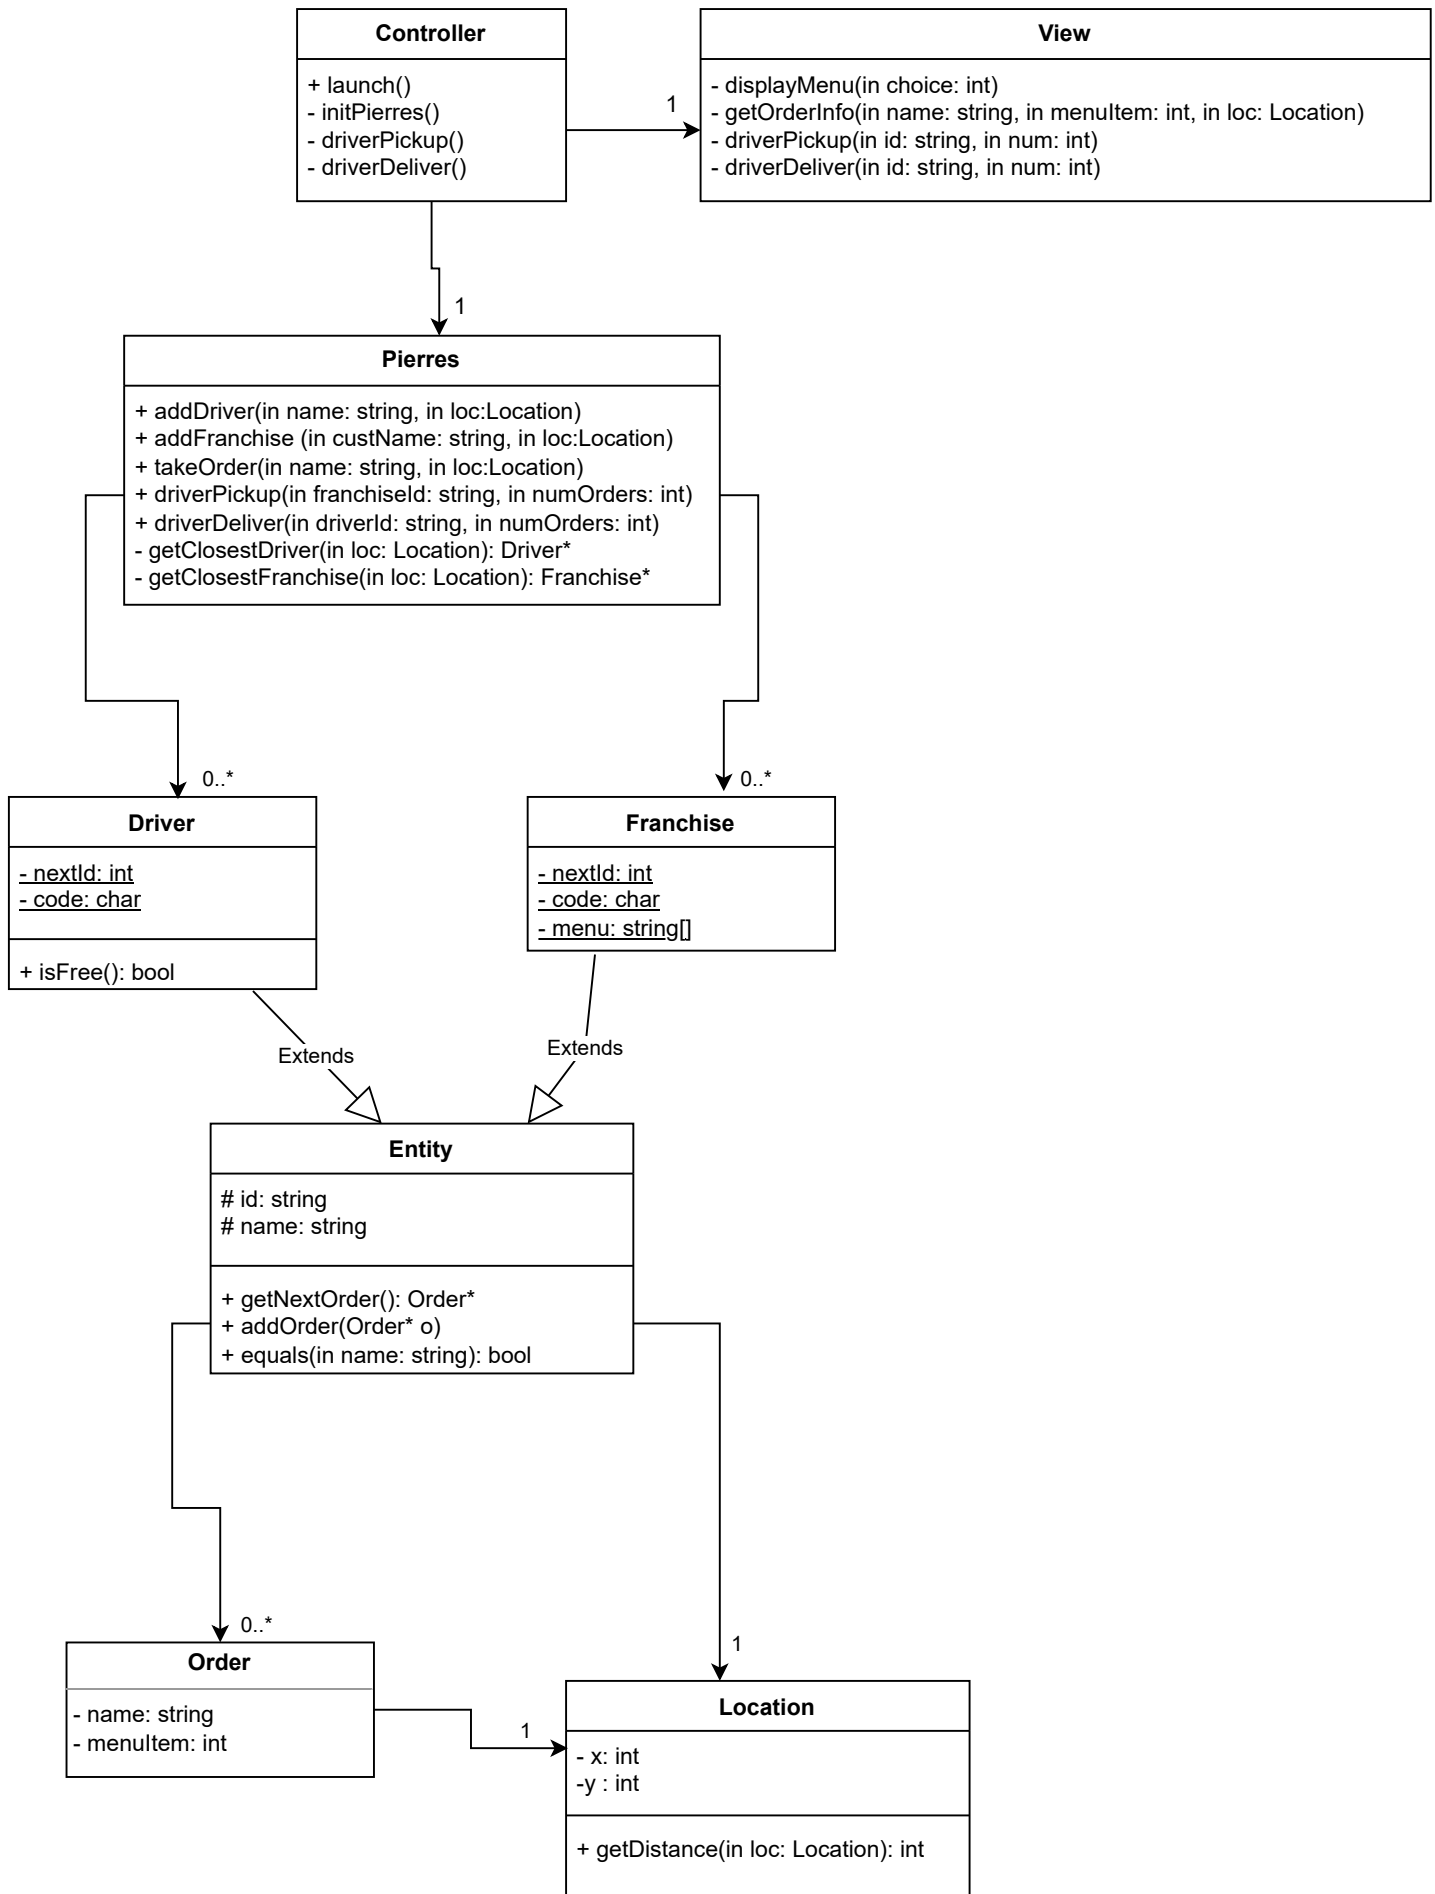 Controller
+ launch()
- initPierres()
- driverPickup()
- driverDeliver()
1
View
- displayMenu(in choice: int)
- getOrderInfo(in name: string, in menuItem: int, in loc: Location)
- driverPickup(in id: string, in num: int)
- driverDeliver(in id: string, in num: int)
1
Pierres
+ addDriver(in name: string, in loc:Location)
+ addFranchise (in custName: string, in loc:Location)
+ takeOrder(in name: string, in loc:Location)
+ driverPickup(in franchiseId: string, in numOrders: int)
+ driverDeliver(in driverId: string, in numOrders: int)
- getClosestDriver(in loc: Location): Driver*
- getClosestFranchise(in loc: Location): Franchise*
0..*
0..*
Driver
- nextId: int
- code: char
+ isFree(): bool
Franchise
- nextId: int
- code: char
- menu: string[]
Extends
Extends
Entity
# id: string
# name: string
+ getNextOrder(): Order*
+ addOrder(Order* o)
+ equals(in name: string): bool
0..*
1
Order
- name: string
- menuItem: int
1
Location
- x: int
-y : int
+ getDistance(in loc: Location): int